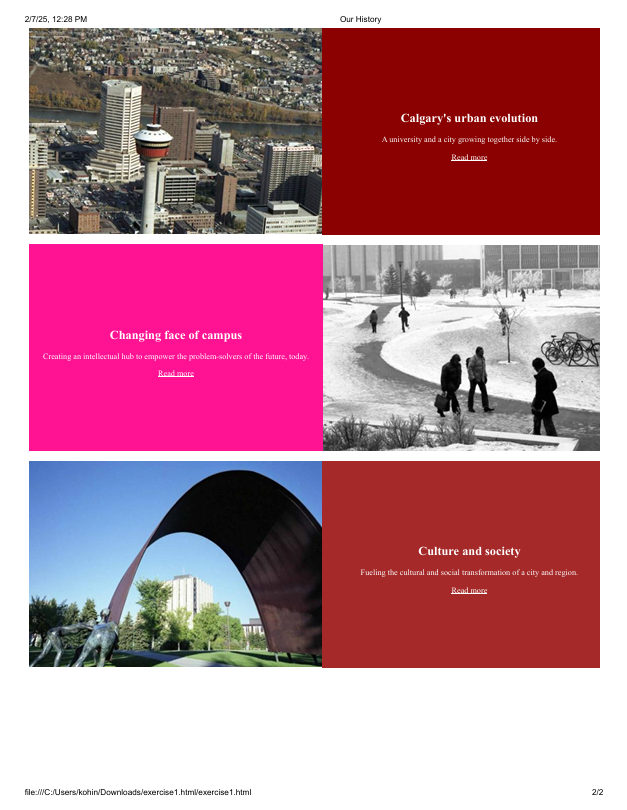 2/7/25, 12:28 PM
Our History
Calgary's urban evolution
A university and a city growing together side by side.
Read more
Changing face of campus
Creating an intellectual hub to empower the problem-solvers of the future, today.
Read more
Culture and society
Fueling the cultural and social transformation of a city and region.
Read more
file:///C:/Users/kohin/Downloads/exercise1.html/exercise1.html
2/2